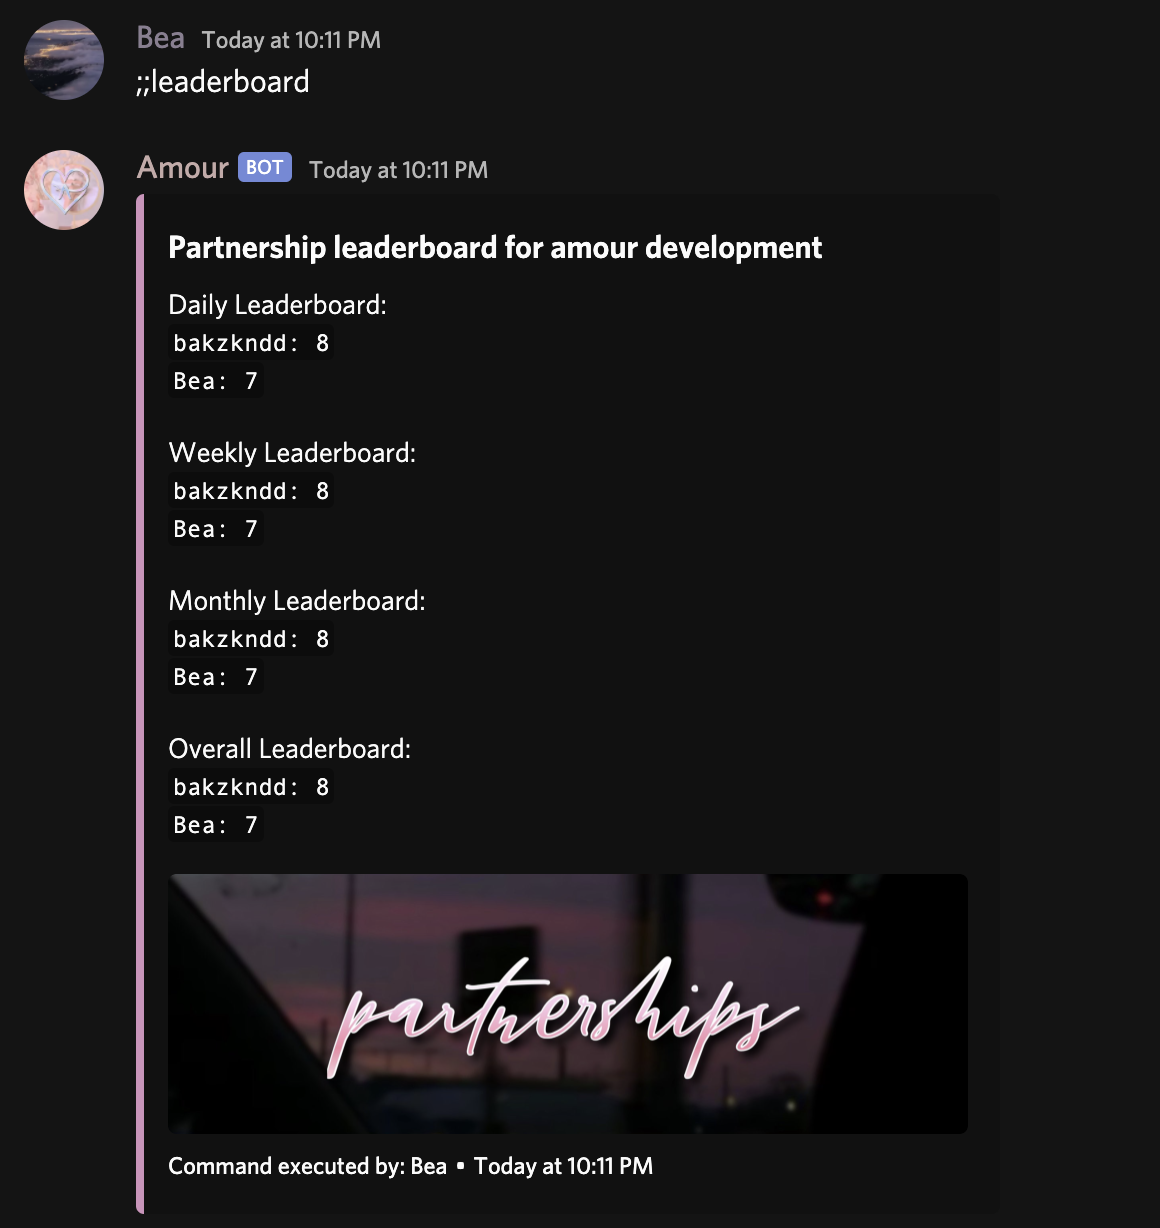 Bea Today at 10:11 PM
;;leaderboard
Amour BOT Today at 10:11 PM
Partnership leaderboard for amour development
Daily Leaderboard:
bakzkndd: 8
Bea: 7
Weekly Leaderboard:
bakzkndd: 8
Bea: 7
Monthly Leaderboard:
bakzkndd: 8
Bea: 7
Overall Leaderboard:
bakzkndd: 8
Bea: 7
partnerships
Command executed by: Bea • Today at 10:11 PM